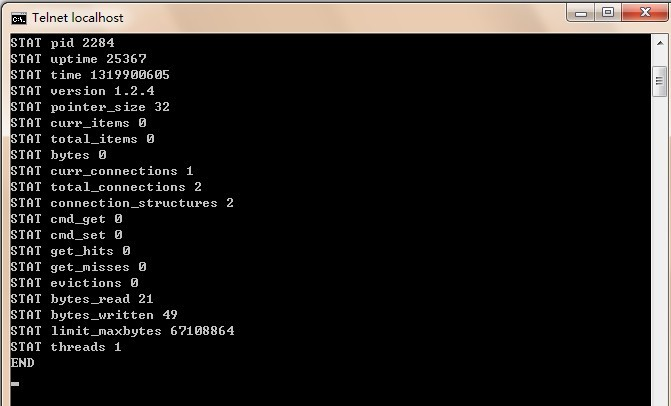 Telnet localhost
STAT pid 2284
STAT uptime 25367
STAT time 1319900605
STAT version 1.2.4
STAT pointer_size 32
STAT curr_items 0
STAT total_items 0
STAT bytes 0
STAT curr_connections 1
STAT total_connections 2
STAT connection_structures 2
STAT cmd_get 0
STAT cmd_set 0
STAT get_hits 0
STAT get_misses 0
STAT evictions 0
STAT bytes_read 21
STAT bytes_written 49
STAT limit_maxbytes 67108864
STAT threads 1
END